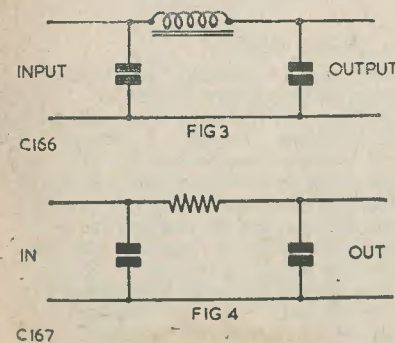 INPUT
OUTPUT
FIG 3
C166
IN
OUT
FIG 4
C167